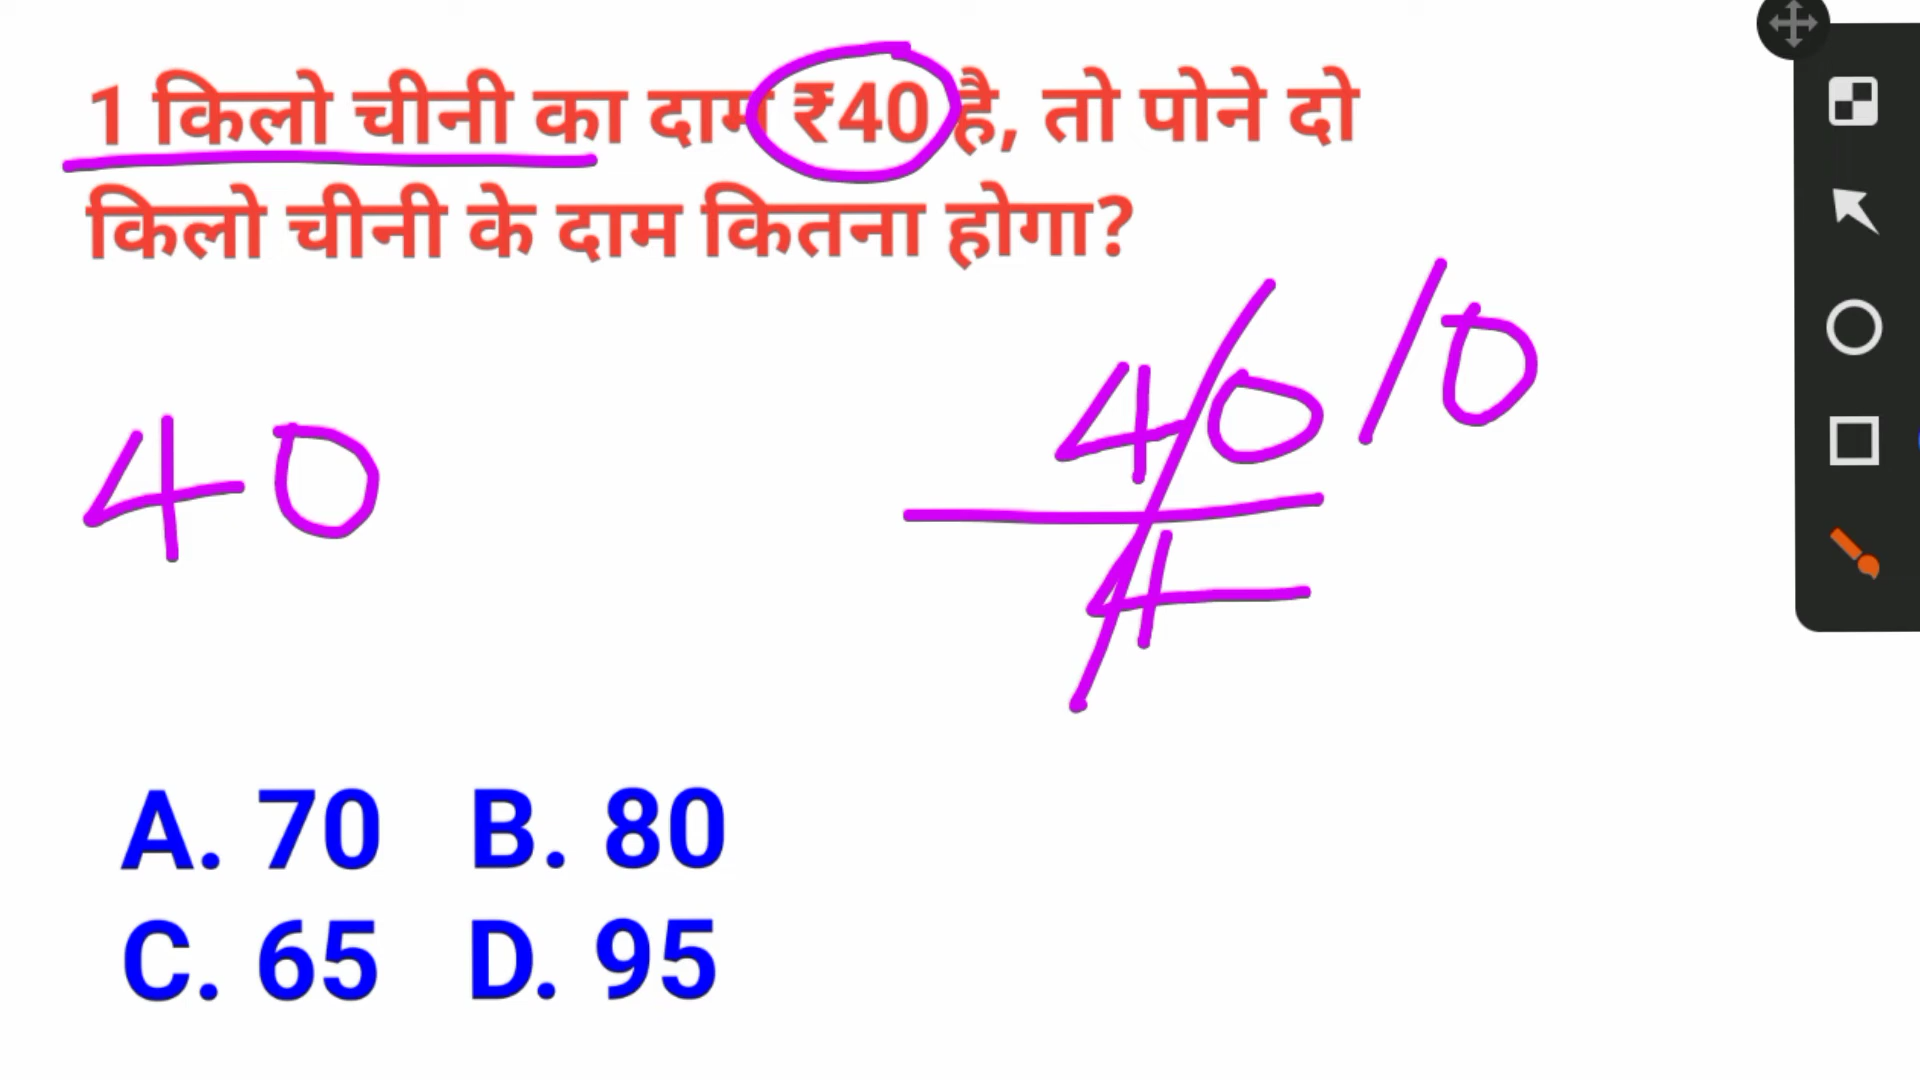 1 किलो चीनी का दाम ₹40 है, तो पोने दो
किलो चीनी के दाम कितना होगा?
40
40 10
4
A. 70 B. 80
C. 65 D. 95